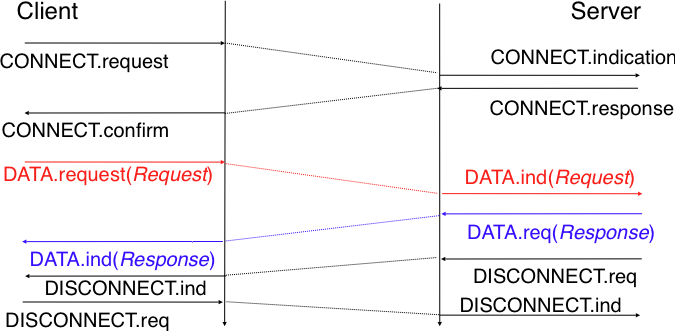 Client
Server
CONNECT.request
CONNECT.indication
CONNECT.response
CONNECT.confirm
DATA.request(Request)
DATA.ind(Request)
DATA.req(Response)
DATA.ind(Response)
DISCONNECT.req
DISCONNECT.ind
DISCONNECT.ind
DISCONNECT.req